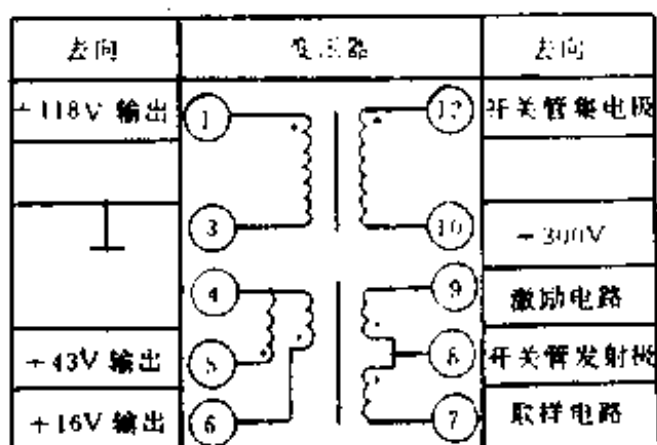 去向 变压器 去向
+118V 输出 1 12 开关管集电极
3 10 +300V
4 9 激励电路
+43V 输出 5 8 开关管发射极
+16V 输出 6 7 取样电路